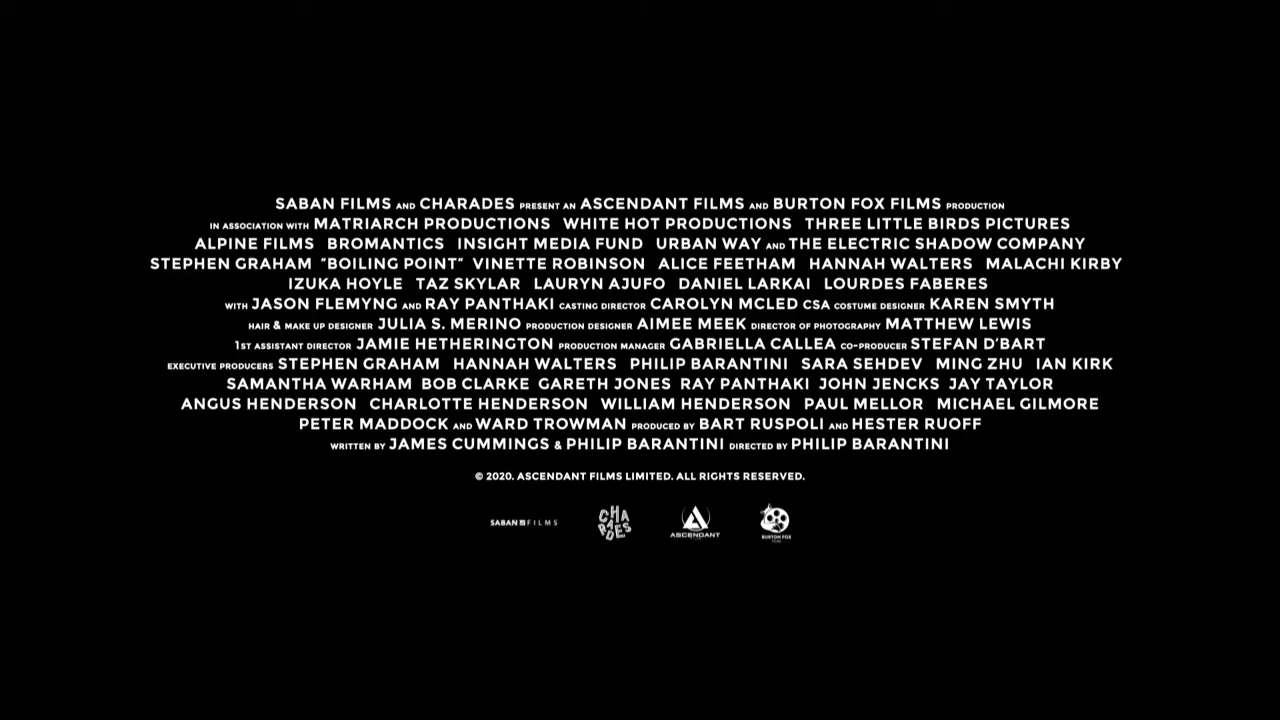 SABAN FILMS AND CHARADES PRESENT AN ASCENDANT FILMS AND BURTON FOX FILMS PRODUCTION
IN ASSOCIATION WITH MATRIARCH PRODUCTIONS WHITE HOT PRODUCTIONS THREE LITTLE BIRDS PICTURES
ALPINE FILMS BROMANTICS INSIGHT MEDIA FUND URBAN WAY AND THE ELECTRIC SHADOW COMPANY
STEPHEN GRAHAM "BOILING POINT" VINETTE ROBINSON ALICE FEETHAM HANNAH WALTERS MALACHI KIRBY
IZUKA HOYLE TAZ SKYLAR LAURYN AJUFO DANIEL LARKAI LOURDES FABERES
WITH JASON FLEMYNG AND RAY PANTHAKI CASTING DIRECTOR CAROLYN MCLED CSA COSTUME DESIGNER KAREN SMYTH
HAIR & MAKE UP DESIGNER JULIA S. MERINO PRODUCTION DESIGNER AIMEE MEEK DIRECTOR OF PHOTOGRAPHY MATTHEW LEWIS
1ST ASSISTANT DIRECTOR JAMIE HETHERINGTON PRODUCTION MANAGER GABRIELLA CALLEA CO-PRODUCER STEFAN D'BART
EXECUTIVE PRODUCERS STEPHEN GRAHAM HANNAH WALTERS PHILIP BARANTINI SARA SEHDEV MING ZHU IAN KIRK
SAMANTHA WARHAM BOB CLARKE GARETH JONES RAY PANTHAKI JOHN JENCKS JAY TAYLOR
ANGUS HENDERSON CHARLOTTE HENDERSON WILLIAM HENDERSON PAUL MELLOR MICHAEL GILMORE
PETER MADDOCK AND WARD TROWMAN PRODUCED BY BART RUSPOLI AND HESTER RUOFF
WRITTEN BY JAMES CUMMINGS & PHILIP BARANTINI DIRECTED BY PHILIP BARANTINI
© 2020. ASCENDANT FILMS LIMITED. ALL RIGHTS RESERVED.
SABAN FILMS
CHARADES
ASCENDANT
BURTON FOX